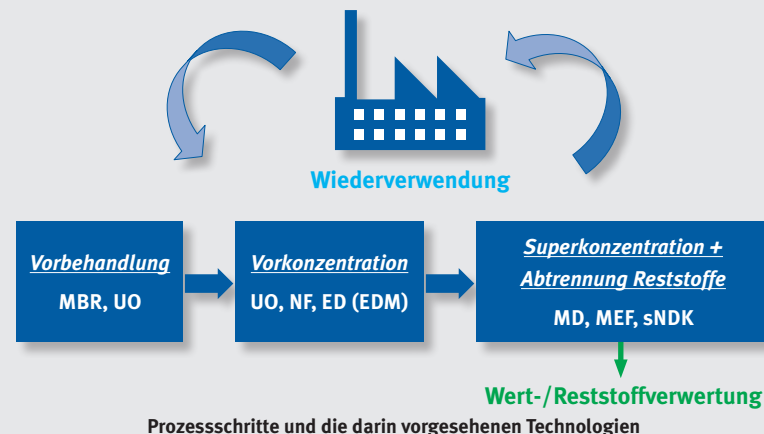 Wiederverwendung
Vorbehandlung
MBR, UO
Vorkonzentration
UO, NF, ED (EDM)
Superkonzentration +
Abtrennung Reststoffe
MD, MEF, sNDK
Wert-/Reststoffverwertung
Prozessschritte und die darin vorgesehenen Technologien